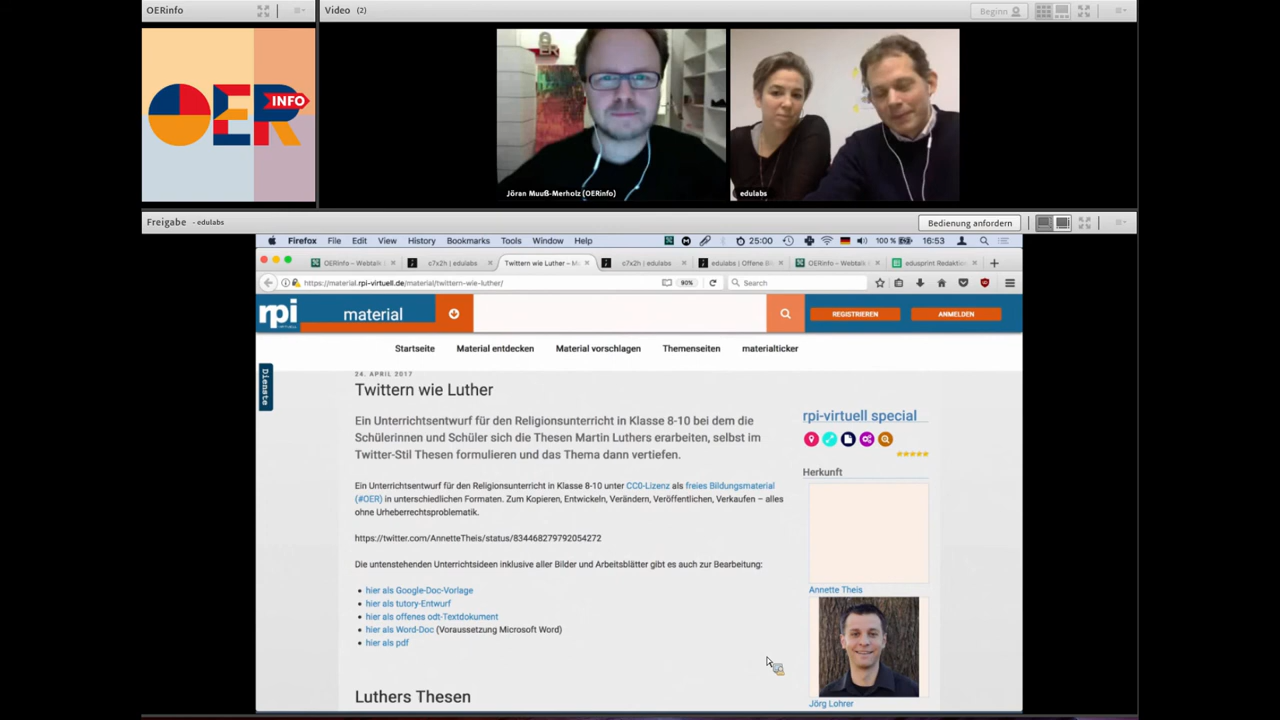 OERinfo
Video (2)
Beginn
OER INFO
Jöran Muuß-Merholz (OERinfo)
edulabs
Freigabe - edulabs
Bedienung anfordern
Firefox File Edit View History Bookmarks Tools Window Help
25:00
100 %
16:53
OERinfo – Webtalk
c7x2h | edulabs
Twittern wie Luther – M
c7x2h | edulabs
edulabs | Offene B
OERinfo – Webtalk
edusprint Redaktion
https://material.rpi-virtuell.de/material/twittern-wie-luther/
90%
Search
rpi
material
REGISTRIEREN
ANMELDEN
Startseite
Material entdecken
Material vorschlagen
Themenseiten
materialticker
Dienste
24. APRIL 2017
Twittern wie Luther
Ein Unterrichtsentwurf für den Religionsunterricht in Klasse 8-10 bei dem die
Schülerinnen und Schüler sich die Thesen Martin Luthers erarbeiten, selbst im
Twitter-Stil Thesen formulieren und das Thema dann vertiefen.
Ein Unterrichtsentwurf für den Religionsunterricht in Klasse 8-10 unter CC0-Lizenz als freies Bildungsmaterial
(#OER) in unterschiedlichen Formaten. Zum Kopieren, Entwickeln, Verändern, Veröffentlichen, Verkaufen – alles
ohne Urheberrechtsproblematik.
https://twitter.com/AnnetteTheis/status/834468279792054272
Die untenstehenden Unterrichtsideen inklusive aller Bilder und Arbeitsblätter gibt es auch zur Bearbeitung:
• hier als Google-Doc-Vorlage
• hier als tutory-Entwurf
• hier als offenes odt-Textdokument
• hier als Word-Doc (Voraussetzung Microsoft Word)
• hier als pdf
Luthers Thesen
rpi-virtuell special
Herkunft
Annette Theis
Jörg Lohrer